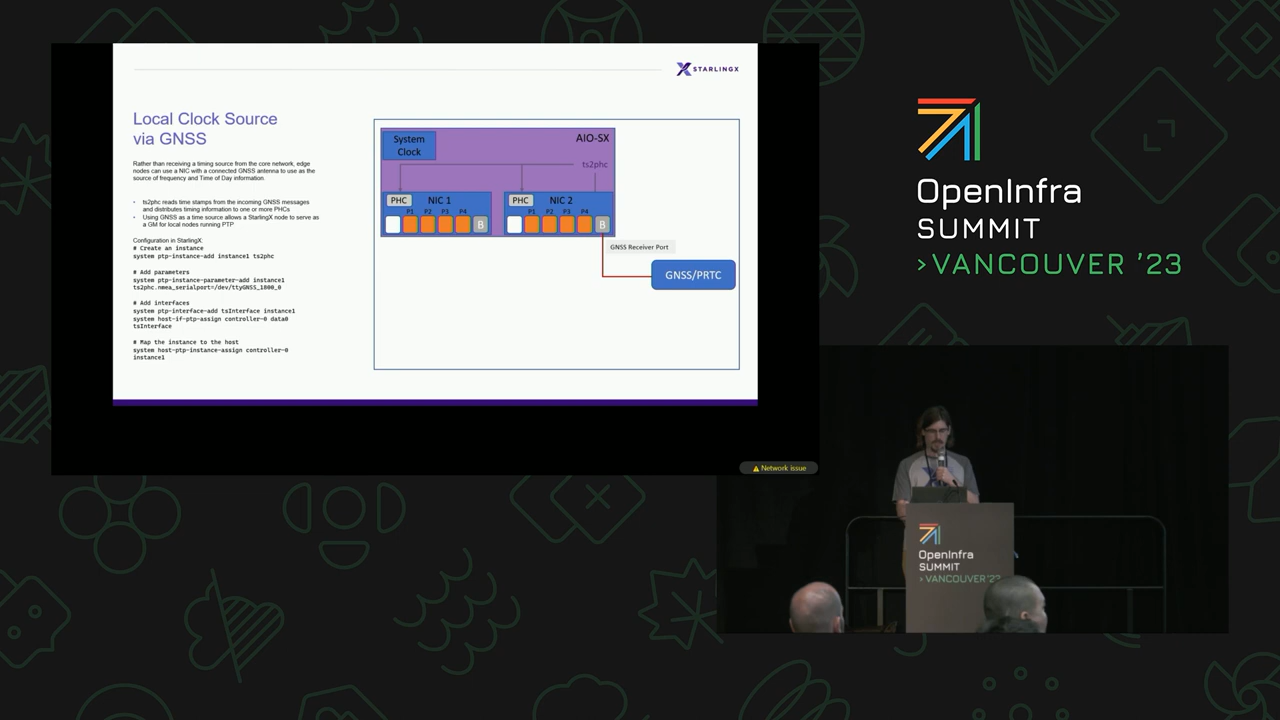 STARLINGX
Local Clock Source
via GNSS
Rather than receiving a timing source from the core network, edge
nodes can use a NIC with a connected GNSS antenna to use as the
source of frequency and Time of Day information.
• ts2phc reads time stamps from the incoming GNSS messages
and distributes timing information to one or more PHCs
• Using GNSS as a time source allows a StarlingX node to serve as
a GM for local nodes running PTP
Configuration in StarlingX:
# Create an instance
system ptp-instance-add instance1 ts2phc
# Add parameters
system ptp-instance-parameter-add instance1
ts2phc.nmea_serialport=/dev/ttyGNSS_1800_0
# Add interfaces
system ptp-interface-add tsInterface instance1
system host-if-ptp-assign controller-0 data0
tsInterface
# Map the instance to the host
system host-ptp-instance-assign controller-0
instance1
System
Clock
AIO-SX
ts2phc
PHC NIC 1
P1 P2 P3 P4
B
PHC NIC 2
P1 P2 P3 P4
B
GNSS Receiver Port
GNSS/PRTC
Network issue
OpenInfra
SUMMIT
>VANCOUVER '23
OpenInfra
SUMMIT
>VANCOUVER '23